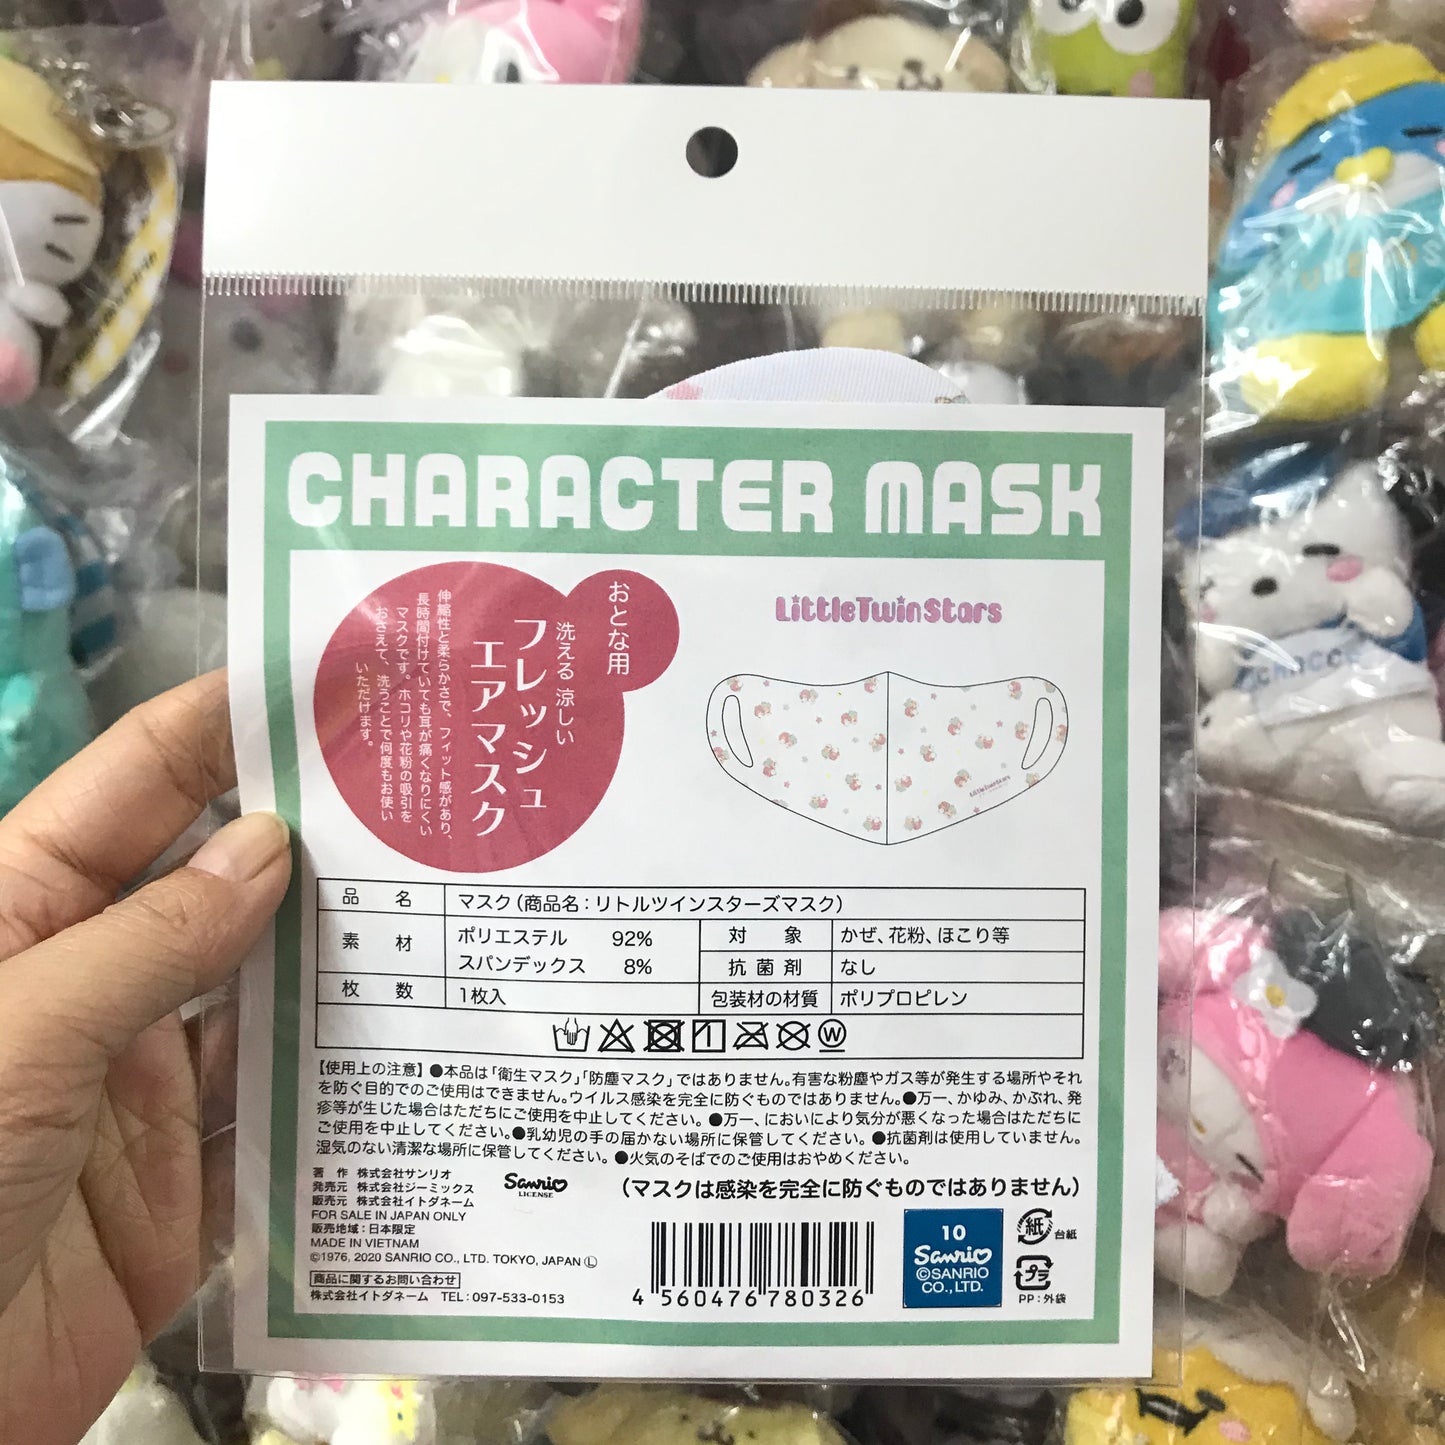 CHARACTER MASK
おとな用
洗える 涼しい
フレッシュ
エアマスク
伸縮性と柔らかさで、フィット感があり、
長時間付けていても耳が痛くなりにくい
マスクです。ホコリや花粉の吸引を
おさえて、洗うことで何度もお使い
いただけます。
LittleTwinStars
LittleTwinStars
品名 マスク(商品名:リトルツインスターズマスク)
素材 ポリエステル 92%
スパンデックス 8%
対象 かぜ、花粉、ほこり等
抗菌剤 なし
枚数 1枚入
包装材の材質 ポリプロピレン
W
【使用上の注意】●本品は「衛生マスク」「防塵マスク」ではありません。有害な粉塵やガス等が発生する場所やそれ
を防ぐ目的でのご使用はできません。ウイルス感染を完全に防ぐものではありません。●万一、かゆみ、かぶれ、発
疹等が生じた場合はただちにご使用を中止してください。●万一、においにより気分が悪くなった場合はただちに
ご使用を中止してください。●乳幼児の手の届かない場所に保管してください。●抗菌剤は使用していません。
湿気のない清潔な場所に保管してください。●火気のそばでのご使用はおやめください。
著作 株式会社サンリオ
発売元 株式会社ジーミックス
販売元 株式会社イトダネーム
FOR SALE IN JAPAN ONLY
販売地域:日本限定
MADE IN VIETNAM
©1976, 2020 SANRIO CO., LTD. TOKYO, JAPAN Ⓛ
商品に関するお問い合わせ
株式会社イトダネーム TEL:097-533-0153
Sanrio
LICENSE
(マスクは感染を完全に防ぐものではありません)
4 560476 780326
10
Sanrio
©SANRIO
CO., LTD.
紙 台紙
プラ
PP:外袋